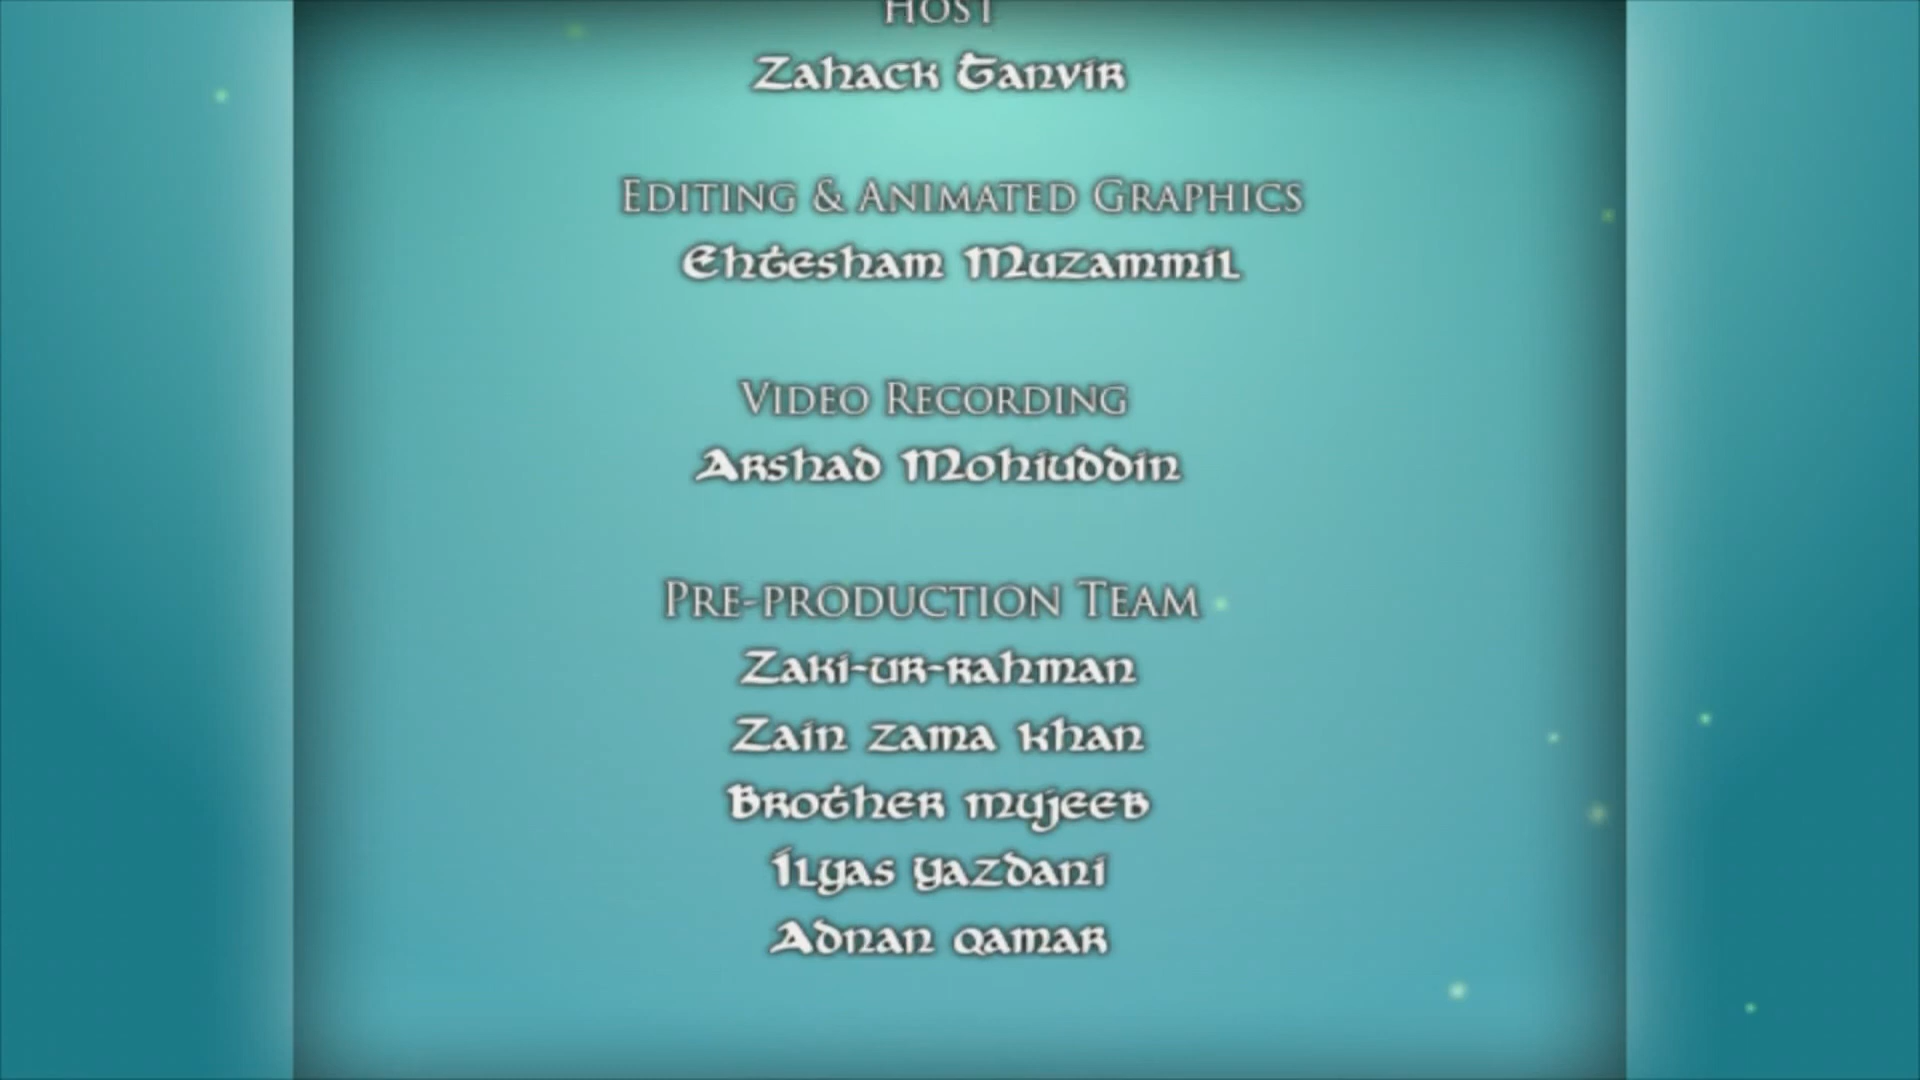 HOST
Zahack Tanvir
Editing & Animated Graphics
Ehtesham Muzammil
Video Recording
Arshad Mohiuddin
Pre-production Team
Zaki-ur-rahman
Zain zama khan
Brother mujeeb
Ilyas yazdani
Adnan qamar